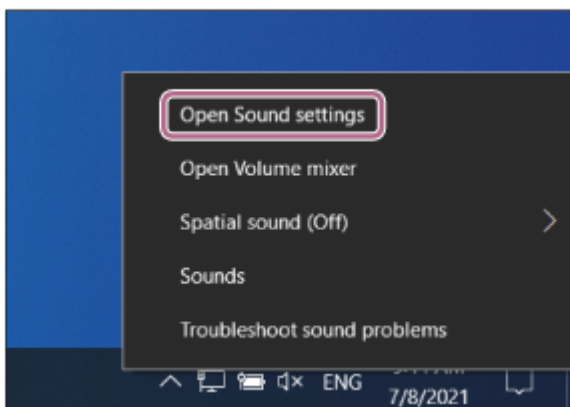 Open Sound settings
Open Volume mixer
Spatial sound (Off)
Sounds
Troubleshoot sound problems
ENG
7/8/2021